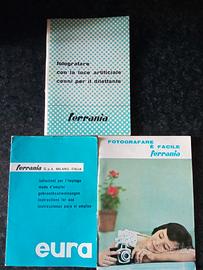 fotografare
con la luce artificiale
cenni per il dilettante
ferrania
ferrania S.p.A. MILANO - ITALIA
istruzioni per l'impiego
mode d'emploi
gebrauchsanweisungen
instructions for use
instrucciones para el empleo
eura
FOTOGRAFARE
E FACILE
ferrania